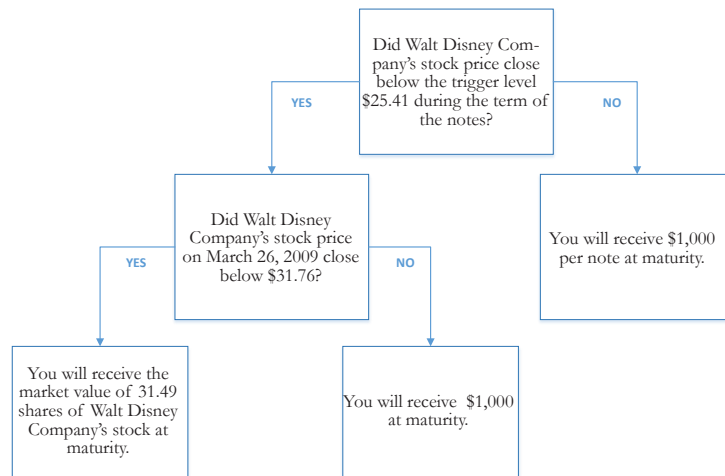 Did Walt Disney Com-
pany's stock price close
below the trigger level
$25.41 during the term of
the notes?
YES
NO
Did Walt Disney
Company's stock price
on March 26, 2009 close
below $31.76?
You will receive $1,000
per note at maturity.
YES
NO
You will receive the
market value of 31.49
shares of Walt Disney
Company's stock at
maturity.
You will receive $1,000
at maturity.